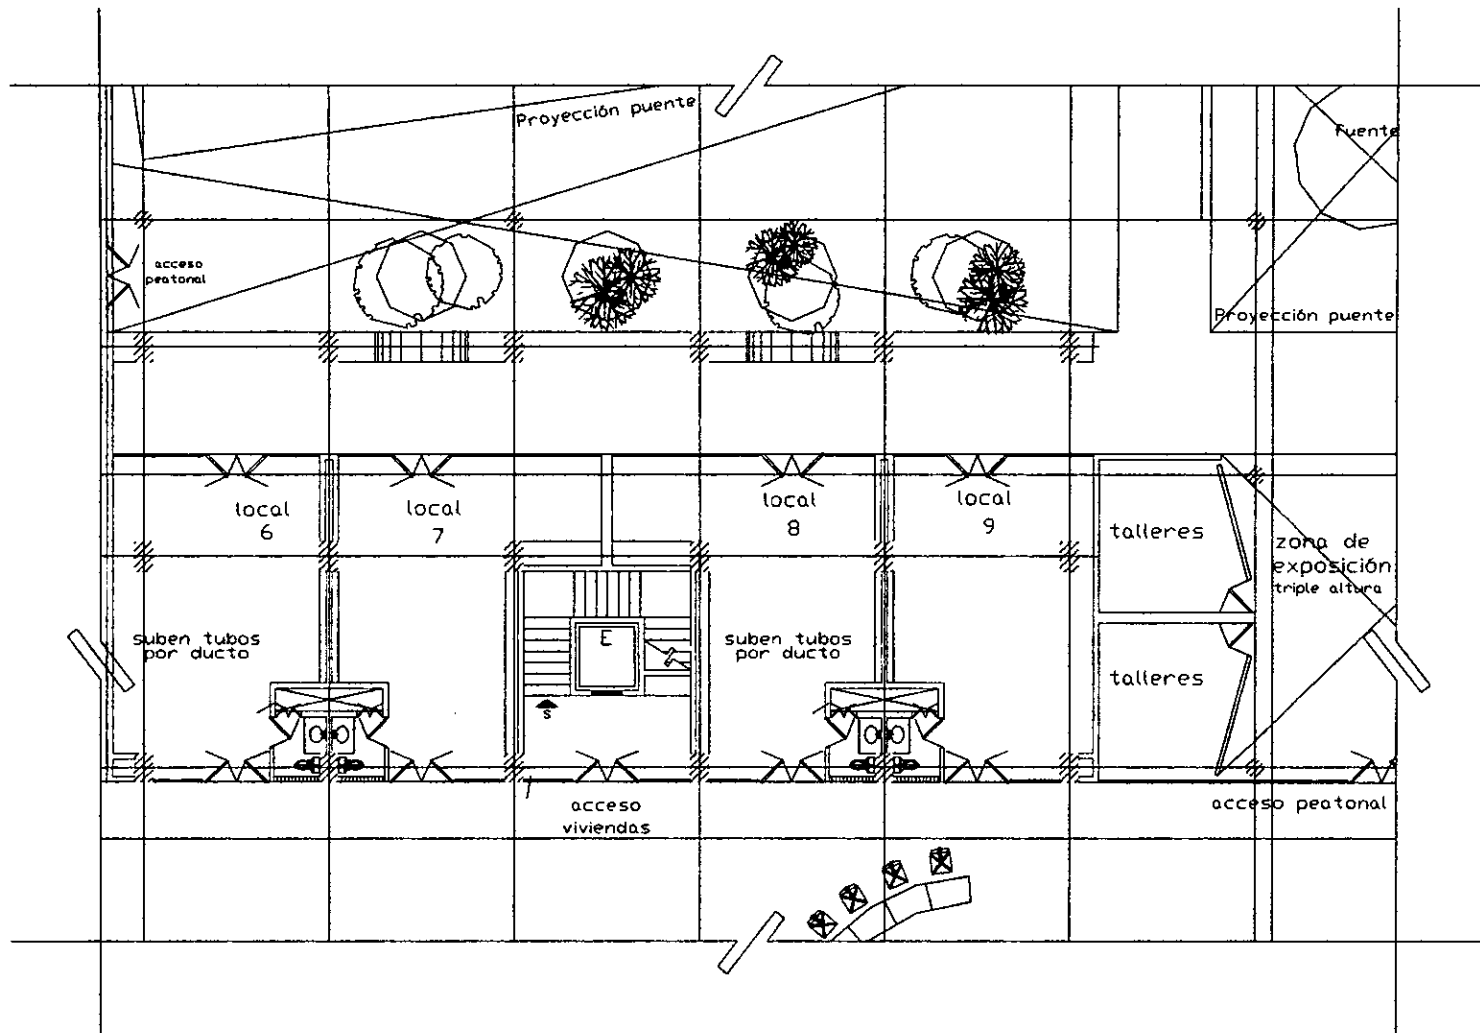 Proyección puente
fuente
acceso
peatonal
Proyección puente
local
6
local
7
local
8
local
9
talleres
zona de
exposición
triple altura
suben tubos
por ducto
E
suben tubos
por ducto
talleres
s
acceso
viviendas
acceso peatonal